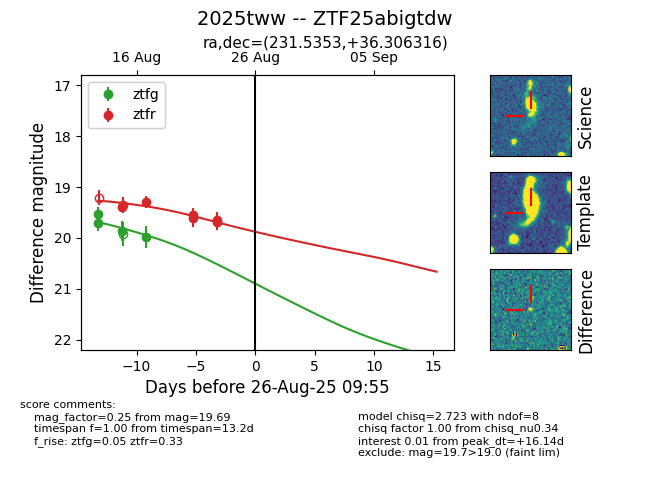 2025tww -- ZTF25abigtdw
ra,dec=(231.5353,+36.306316)
16 Aug
26 Aug
05 Sep
17
18
19
20
21
22
Difference magnitude
ztfg
ztfr
−10
−5
0
5
10
15
Days before 26-Aug-25 09:55
Science
Template
Difference
score comments:
mag_factor=0.25 from mag=19.69
timespan f=1.00 from timespan=13.2d
f_rise: ztfg=0.05 ztfr=0.33
model chisq=2.723 with ndof=8
chisq factor 1.00 from chisq_nu0.34
interest 0.01 from peak_dt=+16.14d
exclude: mag=19.7>19.0 (faint lim)